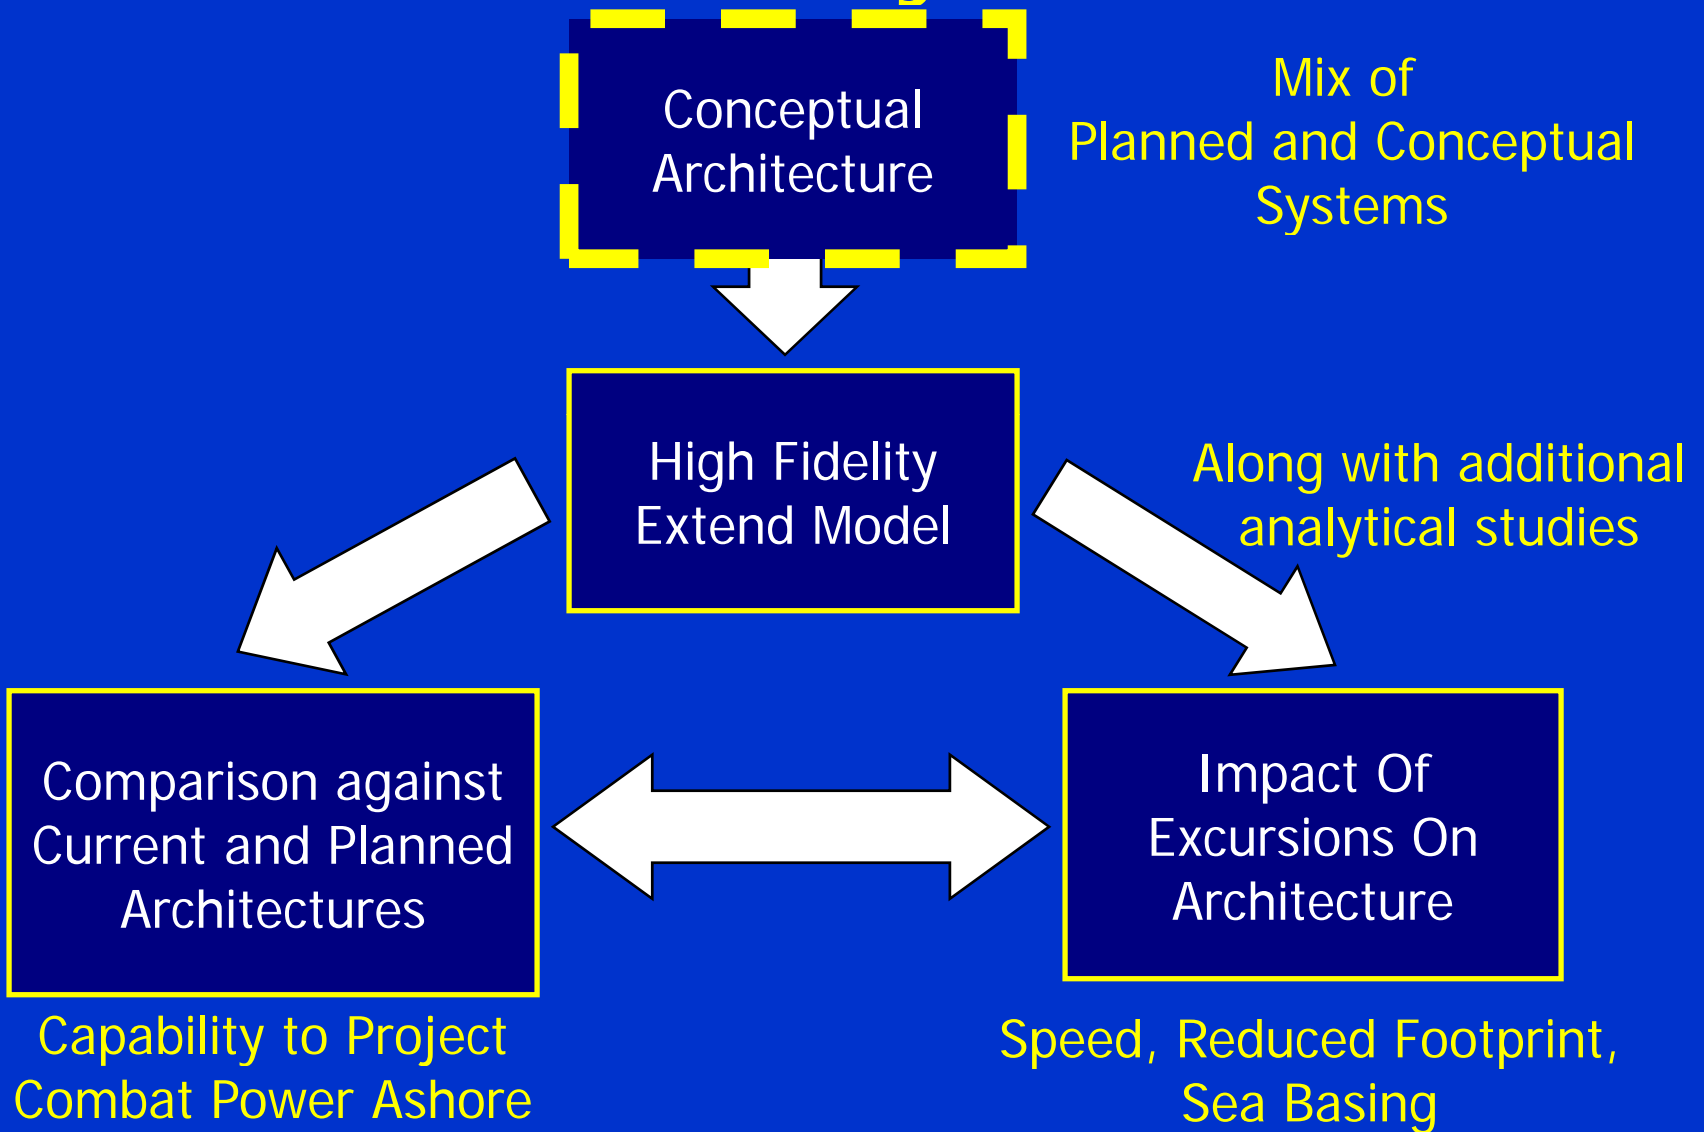 Conceptual
Architecture
Mix of
Planned and Conceptual
Systems
High Fidelity
Extend Model
Along with additional
analytical studies
Comparison against
Current and Planned
Architectures
Impact Of
Excursions On
Architecture
Capability to Project
Combat Power Ashore
Speed, Reduced Footprint,
Sea Basing